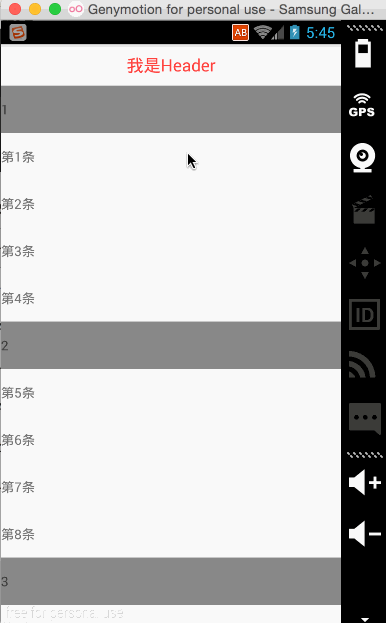 Genymotion for personal use - Samsung Gal...
AB
5:45
我是Header
1
第1条
第2条
第3条
第4条
2
第5条
第6条
第7条
第8条
3
free for personal use
GPS
ID